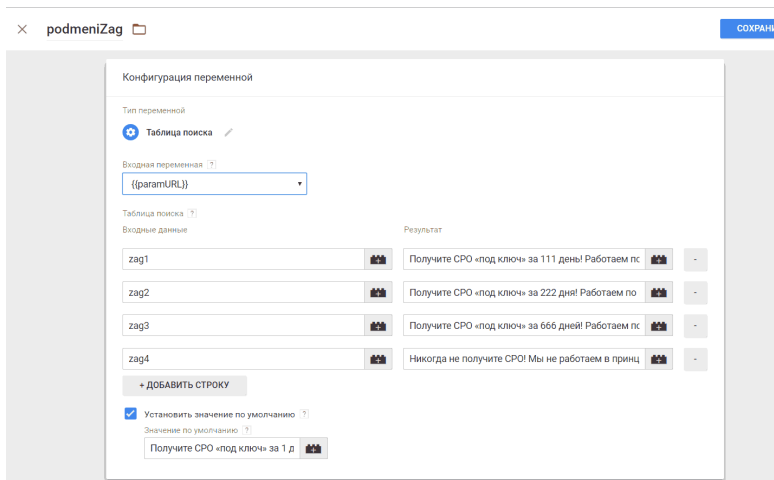 podmeniZag
СОХРАНИ
Конфигурация переменной
Тип переменной
Таблица поиска
Входная переменная ?
{{paramURL}}
Таблица поиска ?
Входные данные Результат
zag1 Получите СРО «под ключ» за 111 день! Работаем пс -
zag2 Получите СРО «под ключ» за 222 дня! Работаем по -
zag3 Получите СРО «под ключ» за 666 дней! Работаем пс -
zag4 Никогда не получите СРО! Мы не работаем в принц -
+ ДОБАВИТЬ СТРОКУ
Установить значение по умолчанию ?
Значение по умолчанию ?
Получите СРО «под ключ» за 1 д